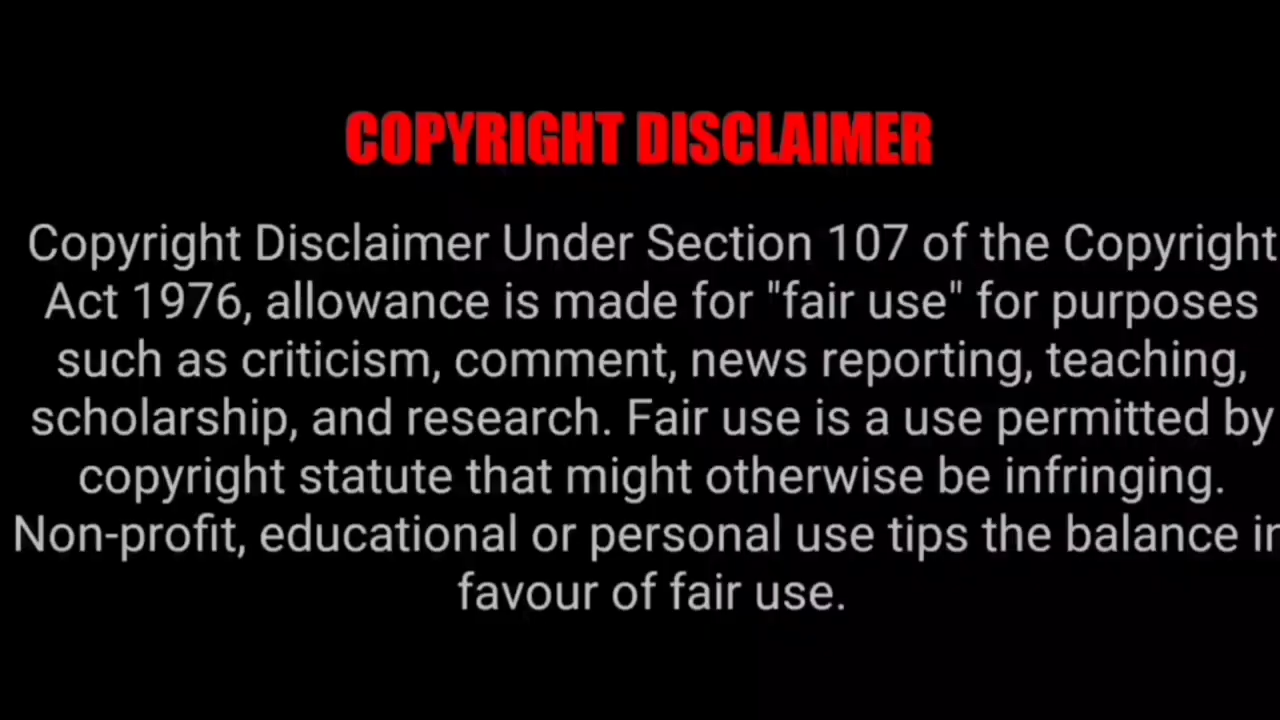 COPYRIGHT DISCLAIMER
Copyright Disclaimer Under Section 107 of the Copyright
Act 1976, allowance is made for "fair use" for purposes
such as criticism, comment, news reporting, teaching,
scholarship, and research. Fair use is a use permitted by
copyright statute that might otherwise be infringing.
Non-profit, educational or personal use tips the balance in
favour of fair use.